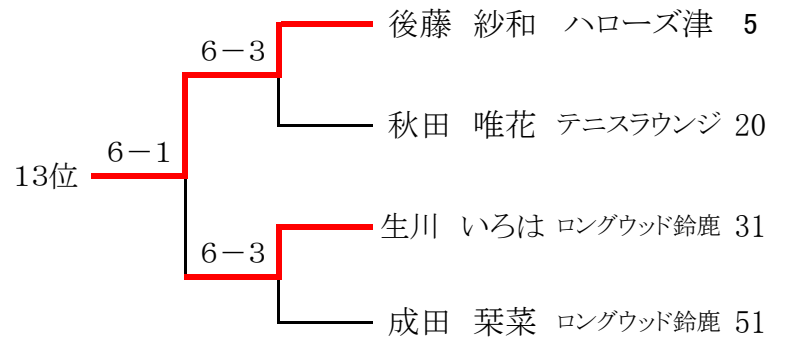 後藤 紗和 ハローズ津 5
6-3
秋田 唯花 テニスラウンジ 20
6-1
13位
生川 いろは ロングウッド鈴鹿 31
6-3
成田 栞菜 ロングウッド鈴鹿 51